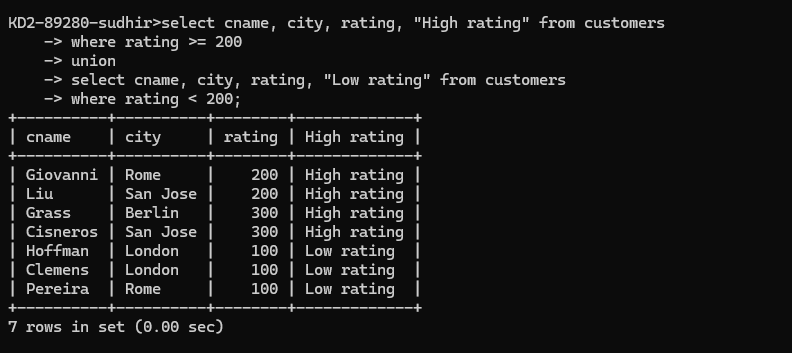 KD2-89280-sudhir>select cname, city, rating, "High rating" from customers
    -> where rating >= 200
    -> union
    -> select cname, city, rating, "Low rating" from customers
    -> where rating < 200;
+----------+----------+--------+-------------+
| cname    | city     | rating | High rating |
+----------+----------+--------+-------------+
| Giovanni | Rome     |    200 | High rating |
| Liu      | San Jose |    200 | High rating |
| Grass    | Berlin   |    300 | High rating |
| Cisneros | San Jose |    300 | High rating |
| Hoffman  | London   |    100 | Low rating  |
| Clemens  | London   |    100 | Low rating  |
| Pereira  | Rome     |    100 | Low rating  |
+----------+----------+--------+-------------+
7 rows in set (0.00 sec)